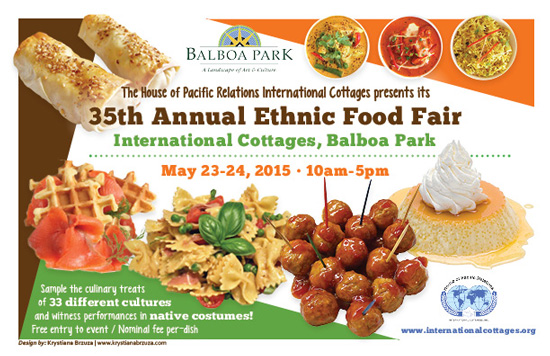 BALBOA PARK
A Landscape of Art & Culture
The House of Pacific Relations International Cottages presents its
35th Annual Ethnic Food Fair
International Cottages, Balboa Park
May 23-24, 2015 · 10am-5pm
Sample the culinary treats
of 33 different cultures
and witness performances in native costumes!
Free entry to event / Nominal fee per-dish
Design by: Krystiana Brzuza | www.krystianabrzuza.com
www.internationalcottages.org